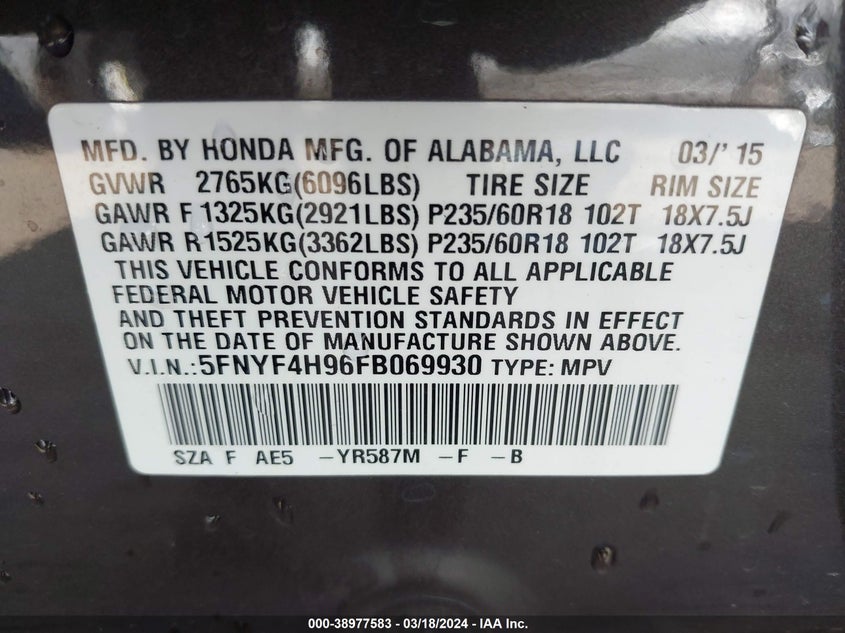 MFD. BY HONDA MFG. OF ALABAMA, LLC 03/'15
GVWR 2765KG(6096LBS) TIRE SIZE RIM SIZE
GAWR F 1325KG(2921LBS) P235/60R18 102T 18X7.5J
GAWR R 1525KG(3362LBS) P235/60R18 102T 18X7.5J
THIS VEHICLE CONFORMS TO ALL APPLICABLE
FEDERAL MOTOR VEHICLE SAFETY
AND THEFT PREVENTION STANDARDS IN EFFECT
ON THE DATE OF MANUFACTURE SHOWN ABOVE.
V.I.N.:5FNYF4H96FB069930 TYPE: MPV
SZA F AE5 -YR587M -F -B
000-38977583 - 03/18/2024 - IAA Inc.